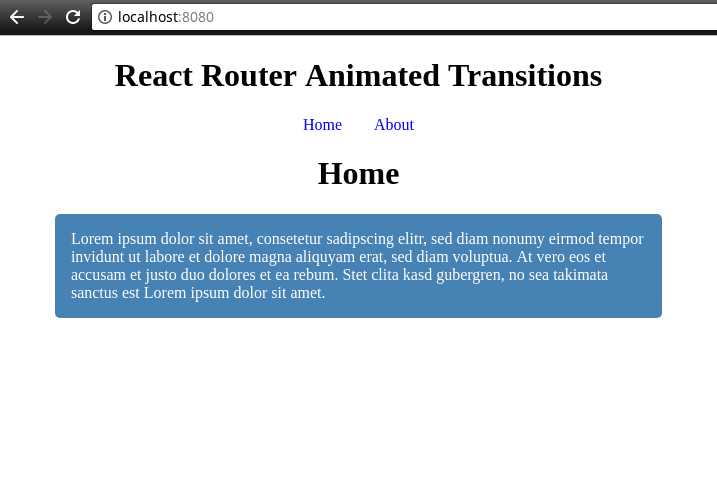 localhost:8080
React Router Animated Transitions
Home About
Home
Lorem ipsum dolor sit amet, consetetur sadipscing elitr, sed diam nonumy eirmod tempor
invidunt ut labore et dolore magna aliquyam erat, sed diam voluptua. At vero eos et
accusam et justo duo dolores et ea rebum. Stet clita kasd gubergren, no sea takimata
sanctus est Lorem ipsum dolor sit amet.